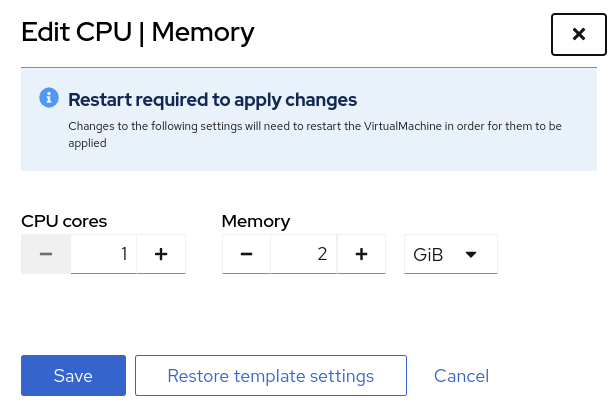 Edit CPU | Memory
Restart required to apply changes
Changes to the following settings will need to restart the VirtualMachine in order for them to be
applied
CPU cores
Memory
1
2
GiB
Save
Restore template settings
Cancel